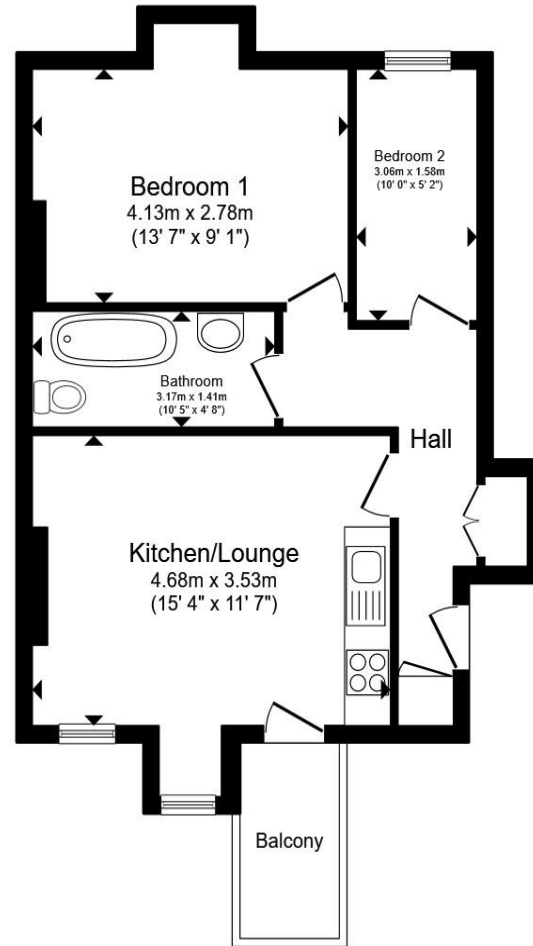 Bedroom 1
4.13m x 2.78m
(13' 7" x 9' 1")
Bedroom 2
3.06m x 1.58m
(10' 0" x 5' 2")
Bathroom
3.17m x 1.41m
(10' 5" x 4' 8")
Hall
Kitchen/Lounge
4.68m x 3.53m
(15' 4" x 11' 7")
Balcony